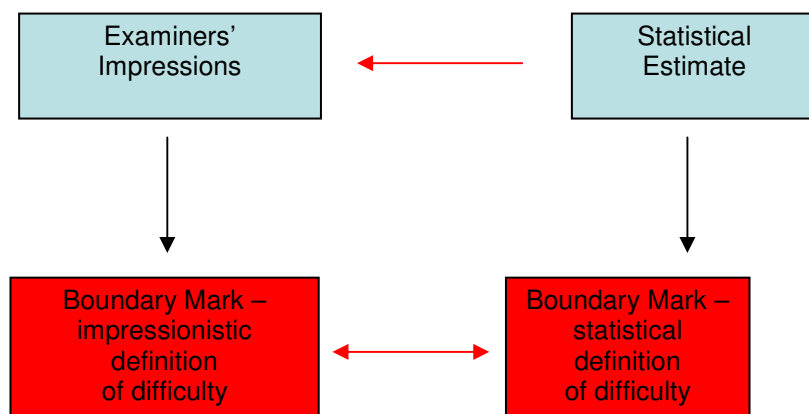 Examiners’
Impressions
Statistical
Estimate
Boundary Mark –
impressionistic
definition
of difficulty
Boundary Mark –
statistical
definition
of difficulty